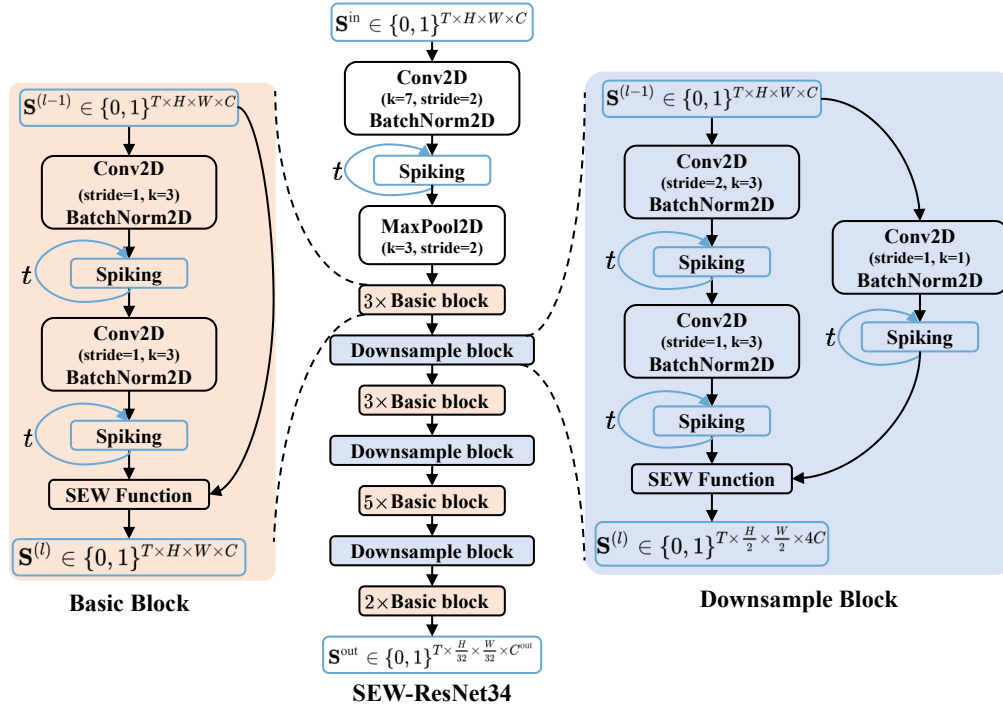 S^(l−1) ∈ {0, 1}^T×H×W×C
Conv2D
(stride=1, k=3)
BatchNorm2D
t
Spiking
Conv2D
(stride=1, k=3)
BatchNorm2D
t
Spiking
SEW Function
S^(l) ∈ {0, 1}^T×H×W×C
Basic Block
S^in ∈ {0, 1}^T×H×W×C
Conv2D
(k=7, stride=2)
BatchNorm2D
t
Spiking
MaxPool2D
(k=3, stride=2)
3×Basic block
Downsample block
3×Basic block
Downsample block
5×Basic block
Downsample block
2×Basic block
S^out ∈ {0, 1}^T×H/32×W/32×C^out
SEW-ResNet34
S^(l−1) ∈ {0, 1}^T×H×W×C
Conv2D
(stride=2, k=3)
BatchNorm2D
t
Spiking
Conv2D
(stride=1, k=3)
BatchNorm2D
t
Spiking
Conv2D
(stride=1, k=1)
BatchNorm2D
t
Spiking
SEW Function
S^(l) ∈ {0, 1}^T×H/2×W/2×4C
Downsample Block